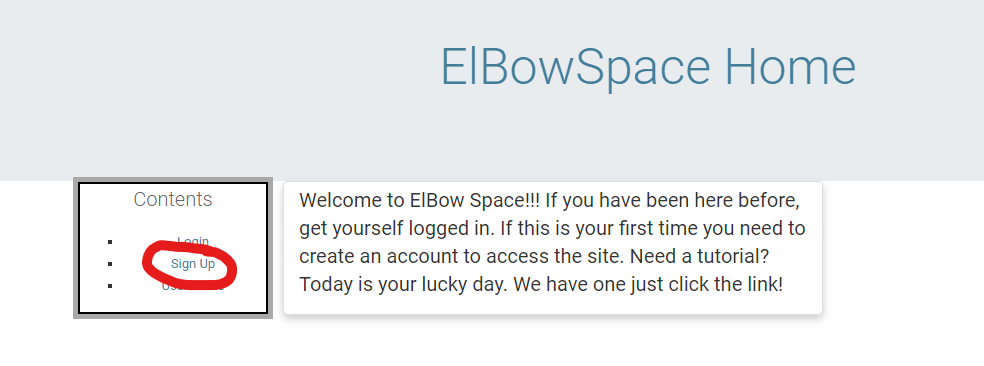 ElBowSpace Home
Contents
Login
Sign Up
Welcome to ElBow Space!!! If you have been here before,
get yourself logged in. If this is your first time you need to
create an account to access the site. Need a tutorial?
Today is your lucky day. We have one just click the link!